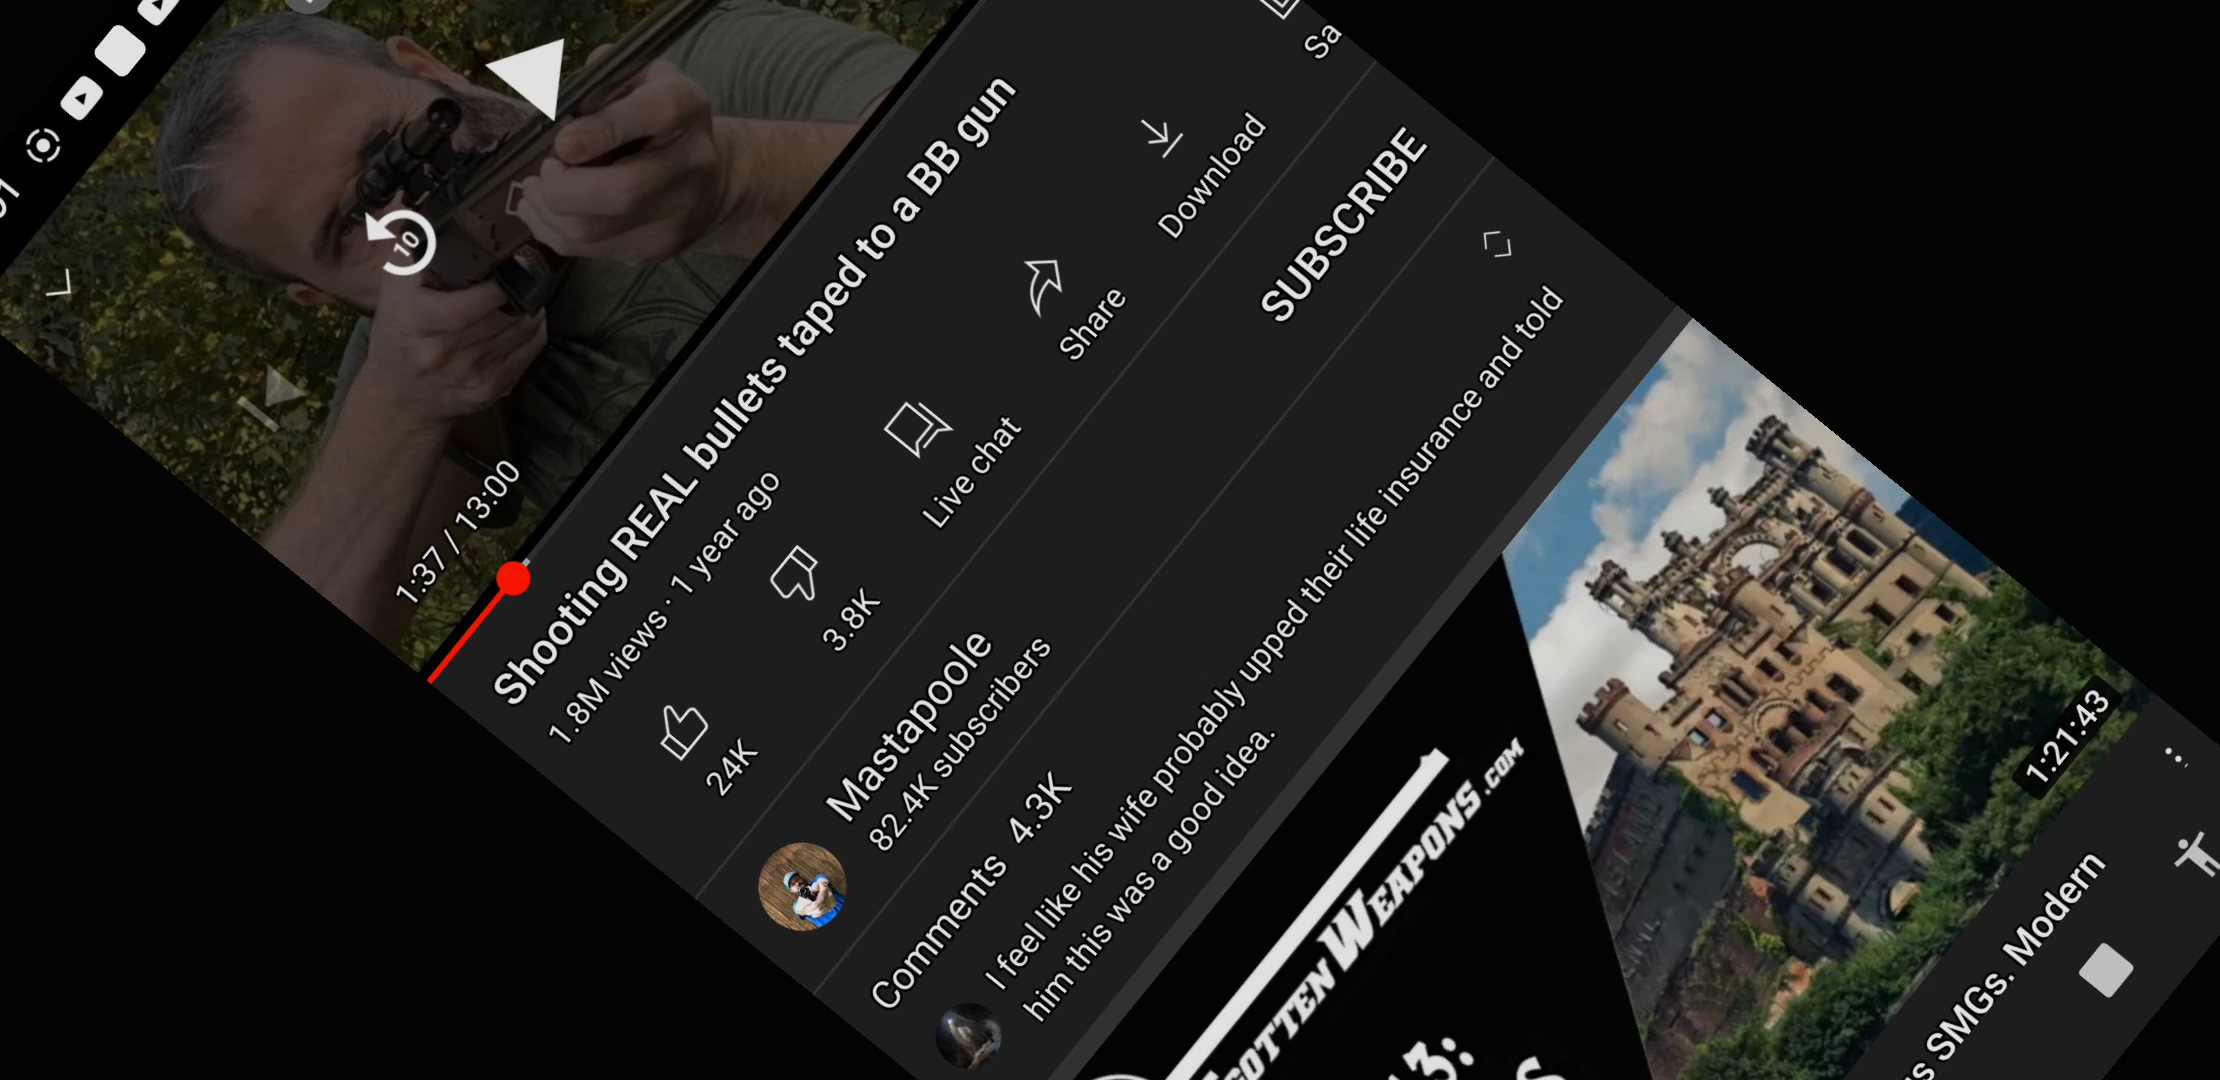 10
1:37 / 13:00
Shooting REAL bullets taped to a BB gun
1.8M views · 1 year ago
24K
3.8K
Live chat
Share
Download
Sa
Mastapoole
82.4K subscribers
SUBSCRIBE
Comments 4.3K
I feel like his wife probably upped their life insurance and told
him this was a good idea.
WEAPONS.COM
3:
1:21:43
SMGs. Modern